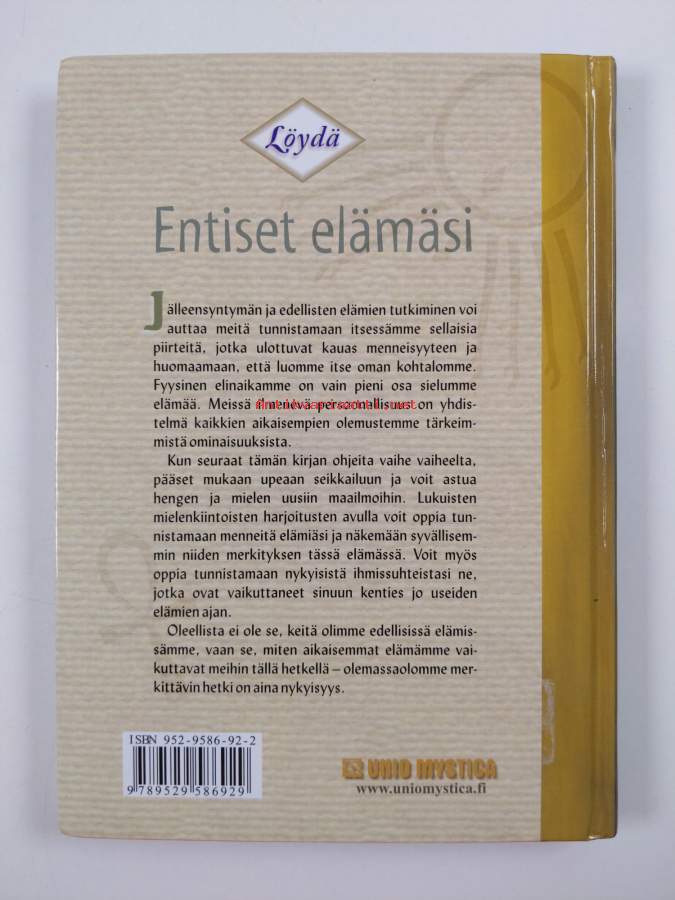 Löydä
Entiset elämäsi
Jälleensyntymän ja edellisten elämien tutkiminen voi
auttaa meitä tunnistamaan itsessämme sellaisia
piirteitä, jotka ulottuvat kauas menneisyyteen ja
huomaamaan, että luomme itse oman kohtalomme.
Fyysinen elinaikamme on vain pieni osa sielumme
elämää. Meissä ilmenevä persoonallisuus on yhdis-
telmä kaikkien aikaisempien olemustemme tärkeim-
mistä ominaisuuksista.
Kun seuraat tämän kirjan ohjeita vaihe vaiheelta,
pääset mukaan upeaan seikkailuun ja voit astua
hengen ja mielen uusiin maailmoihin. Lukuisten
mielenkiintoisten harjoitusten avulla voit oppia tun-
nistamaan menneitä elämiäsi ja näkemään syvällisem-
min niiden merkityksen tässä elämässä. Voit myös
oppia tunnistamaan nykyisistä ihmissuhteistasi ne,
jotka ovat vaikuttaneet sinuun kenties jo useiden
elämien ajan.
Oleellista ei ole se, keitä olimme edellisissä elämis-
sämme, vaan se, miten aikaisemmat elämämme vai-
kuttavat meihin tällä hetkellä – olemassaolomme mer-
kittävin hetki on aina nykyisyys.
ISBN 952-9586-92-2
9 789529 586929
UNIO MYSTICA
www.uniomystica.fi